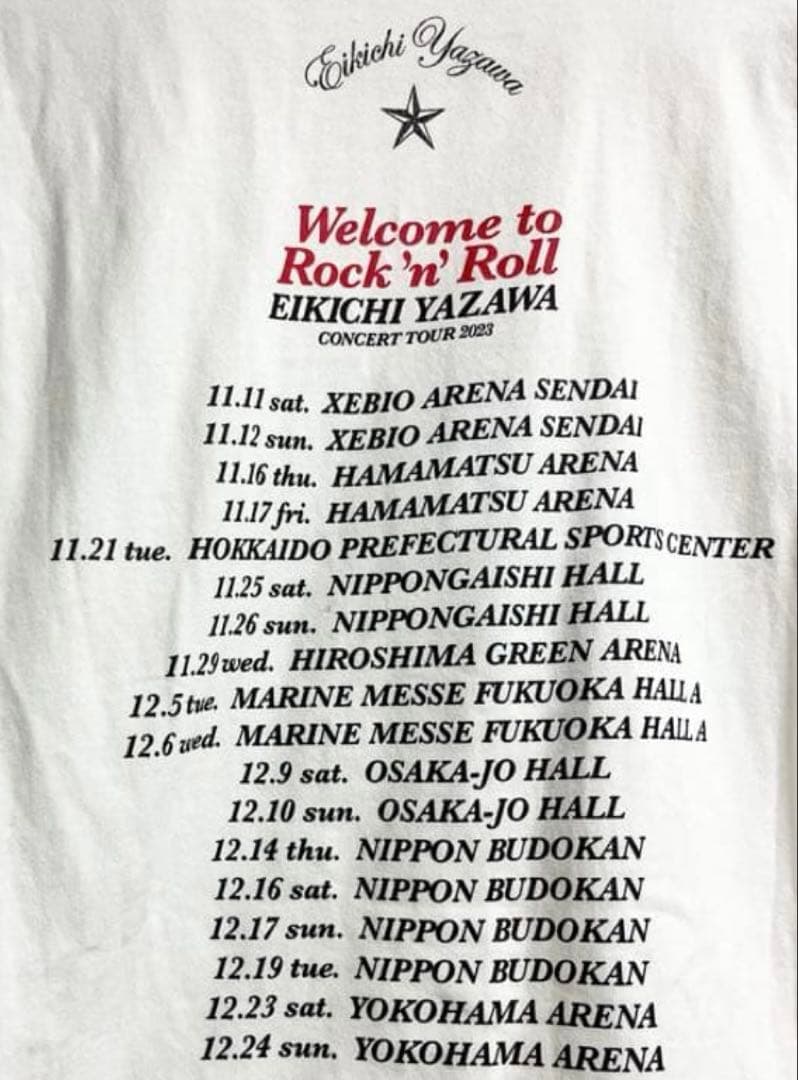 Eikichi Yazawa
Welcome to
Rock 'n' Roll
EIKICHI YAZAWA
CONCERT TOUR 2023
11.11 sat. XEBIO ARENA SENDAI
11.12 sun. XEBIO ARENA SENDAI
11.16 thu. HAMAMATSU ARENA
11.17 fri. HAMAMATSU ARENA
11.21 tue. HOKKAIDO PREFECTURAL SPORTS CENTER
11.25 sat. NIPPONGAISHI HALL
11.26 sun. NIPPONGAISHI HALL
11.29 wed. HIROSHIMA GREEN ARENA
12.5 tue. MARINE MESSE FUKUOKA HALL A
12.6 wed. MARINE MESSE FUKUOKA HALL A
12.9 sat. OSAKA-JO HALL
12.10 sun. OSAKA-JO HALL
12.14 thu. NIPPON BUDOKAN
12.16 sat. NIPPON BUDOKAN
12.17 sun. NIPPON BUDOKAN
12.19 tue. NIPPON BUDOKAN
12.23 sat. YOKOHAMA ARENA
12.24 sun. YOKOHAMA ARENA